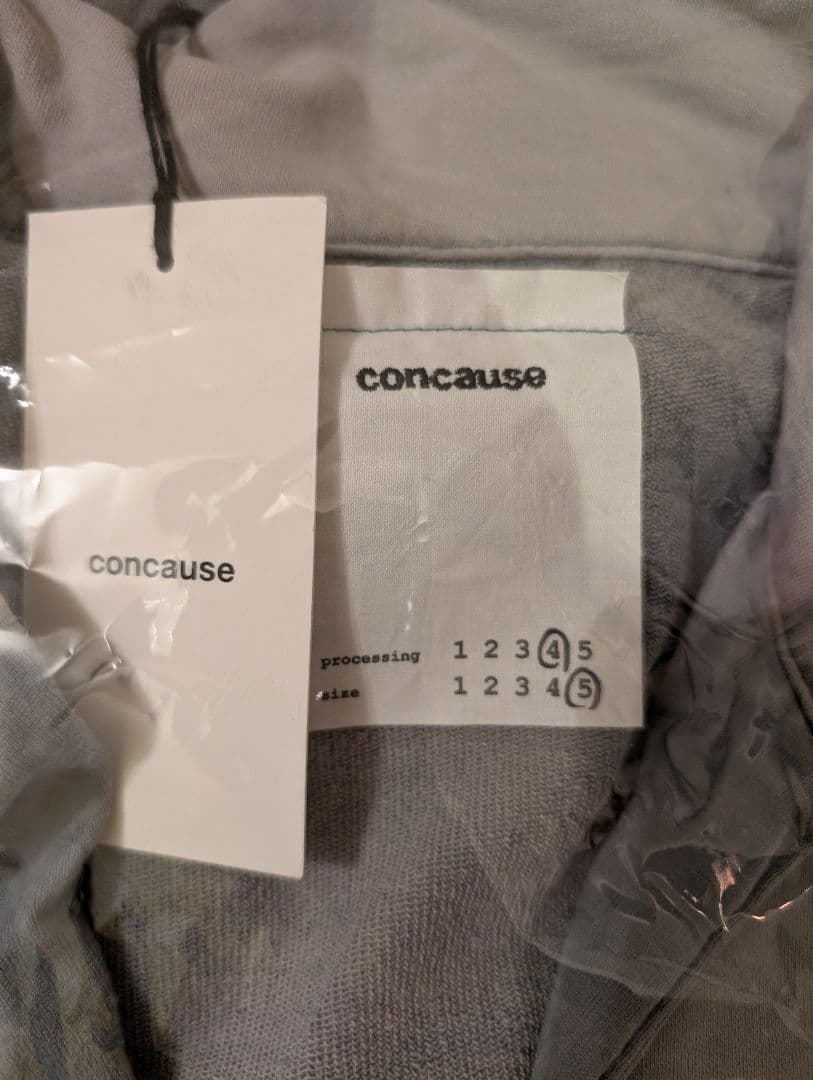 concause
concause
processing 1 2 3 4 5
size 1 2 3 4 5